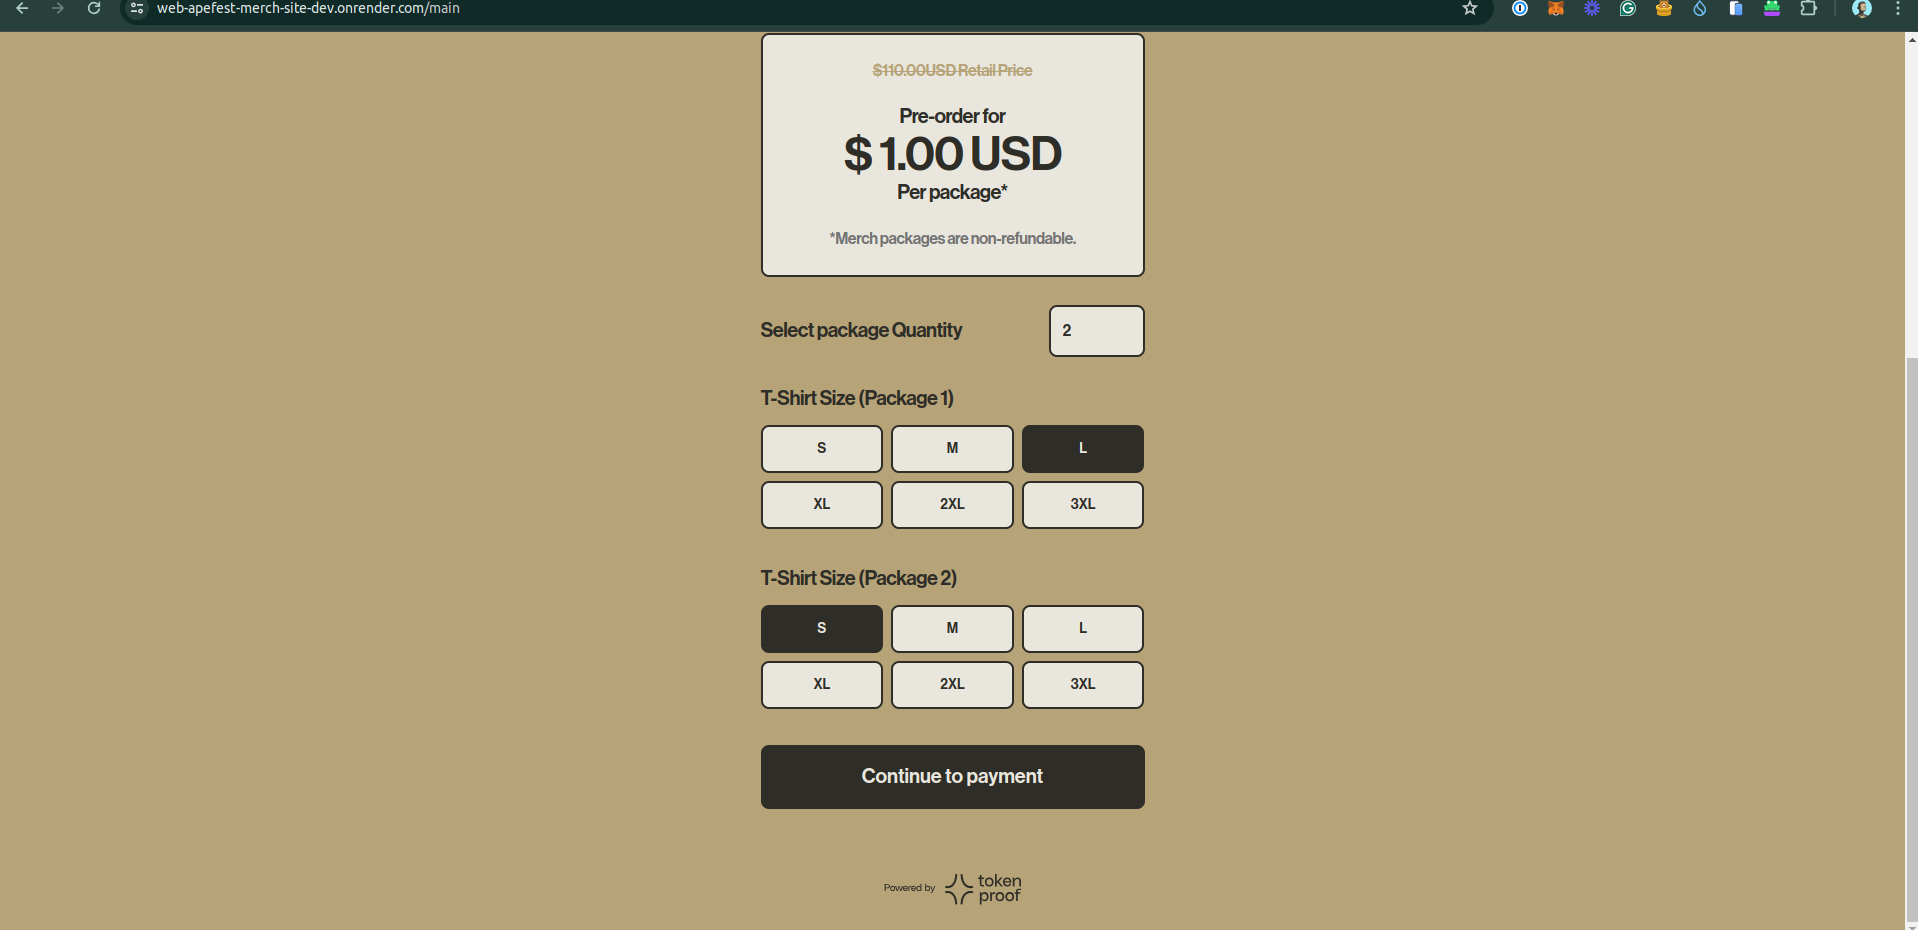 web-apefest-merch-site-dev.onrender.com/main
$110.00USD Retail Price
Pre-order for
$ 1.00 USD
Per package*
*Merch packages are non-refundable.
Select package Quantity
2
T-Shirt Size (Package 1)
S M L
XL 2XL 3XL
T-Shirt Size (Package 2)
S M L
XL 2XL 3XL
Continue to payment
Powered by token proof